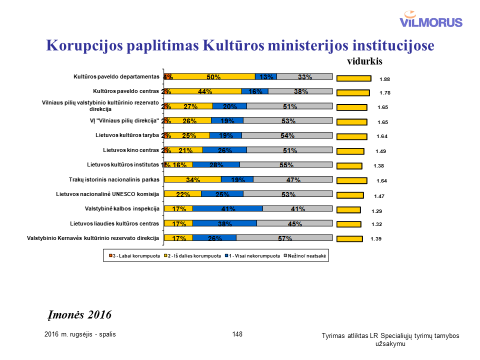 VILMORUS
Korupcijos paplitimas Kultūros ministerijos institucijose
vidurkis
Kultūros paveldo departamentas 4% 50% 13% 33% 1.88
Kultūros paveldo centras 2% 44% 16% 38% 1.78
Vilniaus pilių valstybinio kultūrinio rezervato
direkcija 2% 27% 20% 51% 1.65
VĮ "Vilniaus pilių direkcija" 2% 26% 19% 53% 1.65
Lietuvos kultūros taryba 2% 25% 19% 54% 1.64
Lietuvos kino centras 2% 21% 26% 51% 1.49
Lietuvos kultūros institutas 1% 16% 28% 55% 1.38
Trakų istorinis nacionalinis parkas 34% 19% 47% 1.64
Lietuvos nacionalinė UNESCO komisija 22% 25% 53% 1.47
Valstybinė kalbos inspekcija 17% 41% 41% 1.29
Lietuvos liaudies kultūros centras 17% 38% 45% 1.32
Valstybinio Kernavės kultūrinio rezervato direkcija 17% 26% 57% 1.39
3 - Labai korumpuota 2 - Iš dalies korumpuota 1 - Visai nekorumpuota Nežino/ neatsakė
Įmonės 2016
2016 m. rugsėjis - spalis
148
Tyrimas atliktas LR Specialiųjų tyrimų tarnybos
užsakymu